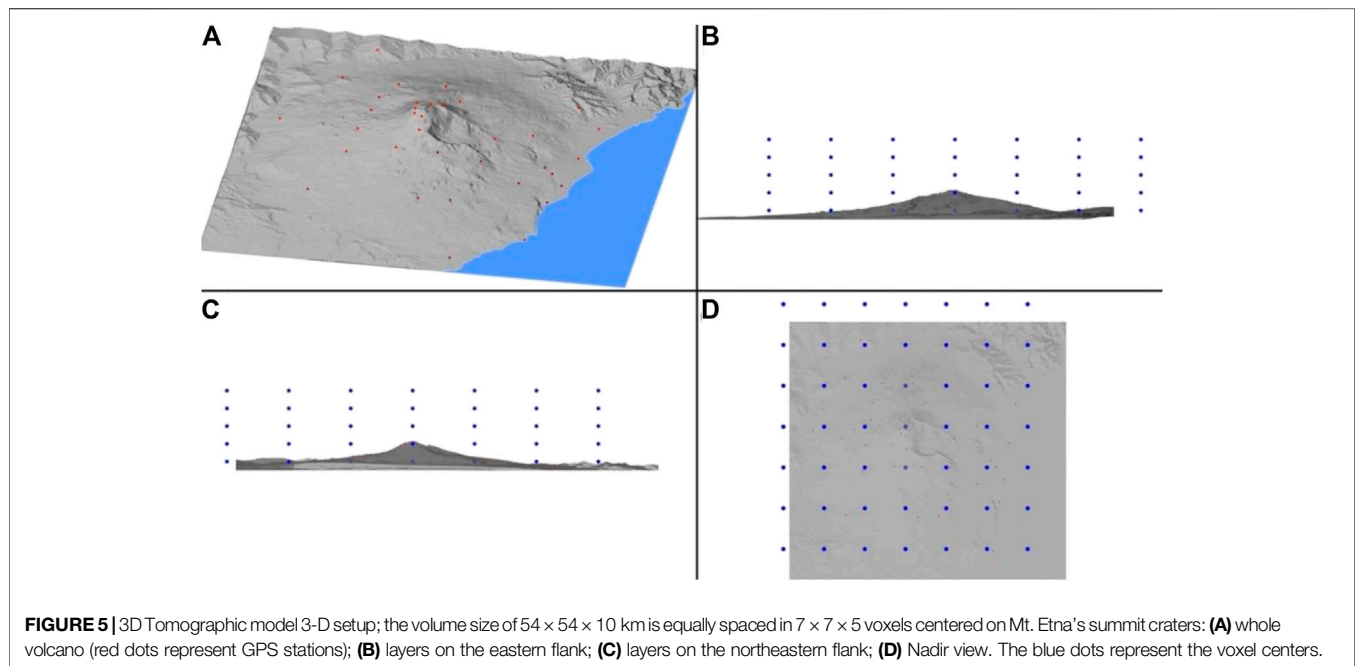 A
B
C
D
FIGURE 5 | 3D Tomographic model 3-D setup; the volume size of 54 × 54 × 10 km is equally spaced in 7 × 7 × 5 voxels centered on Mt. Etna's summit craters: (A) whole
volcano (red dots represent GPS stations); (B) layers on the eastern flank; (C) layers on the northeastern flank; (D) Nadir view. The blue dots represent the voxel centers.